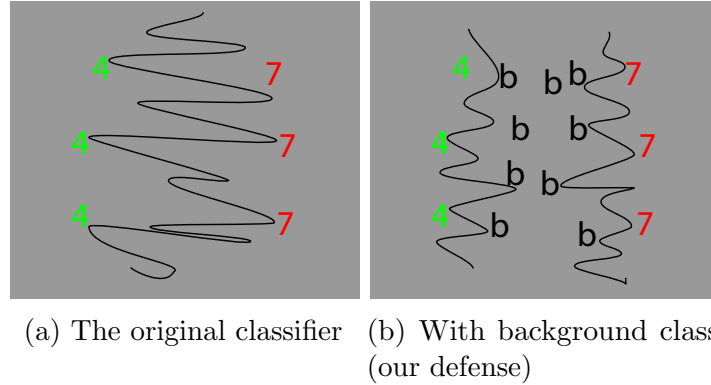 4 7
4 7
4 7
4 b b b 7
4 b b 7
b b
4 b b 7
(a) The original classifier
(b) With background class
(our defense)